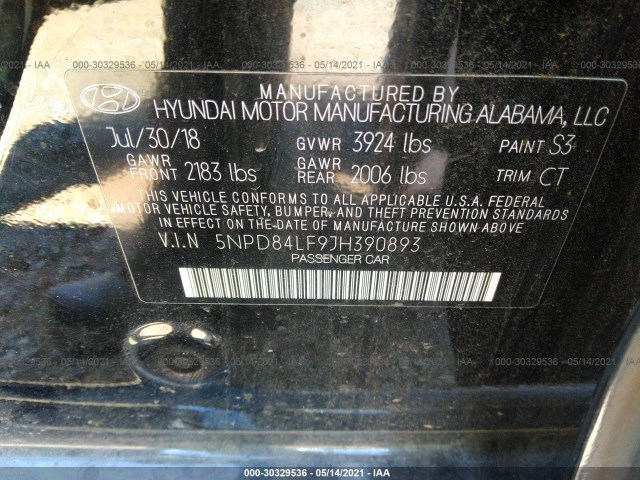 000-30329536 - 05/14/2021 - IAA
MANUFACTURED BY
HYUNDAI MOTOR MANUFACTURING ALABAMA, LLC
Jul/30/18 GVWR 3924 lbs PAINT S3
GAWR FRONT 2183 lbs GAWR REAR 2006 lbs TRIM CT
THIS VEHICLE CONFORMS TO ALL APPLICABLE U.S.A. FEDERAL
MOTOR VEHICLE SAFETY, BUMPER, AND THEFT STANDARDS
IN EFFECT ON THE DATE OF MANUFACTURE SHOWN ABOVE
V.I.N 5NPD84LF9JH390893
PASSENGER CAR
000-30329536 - 05/14/2021 - IAA